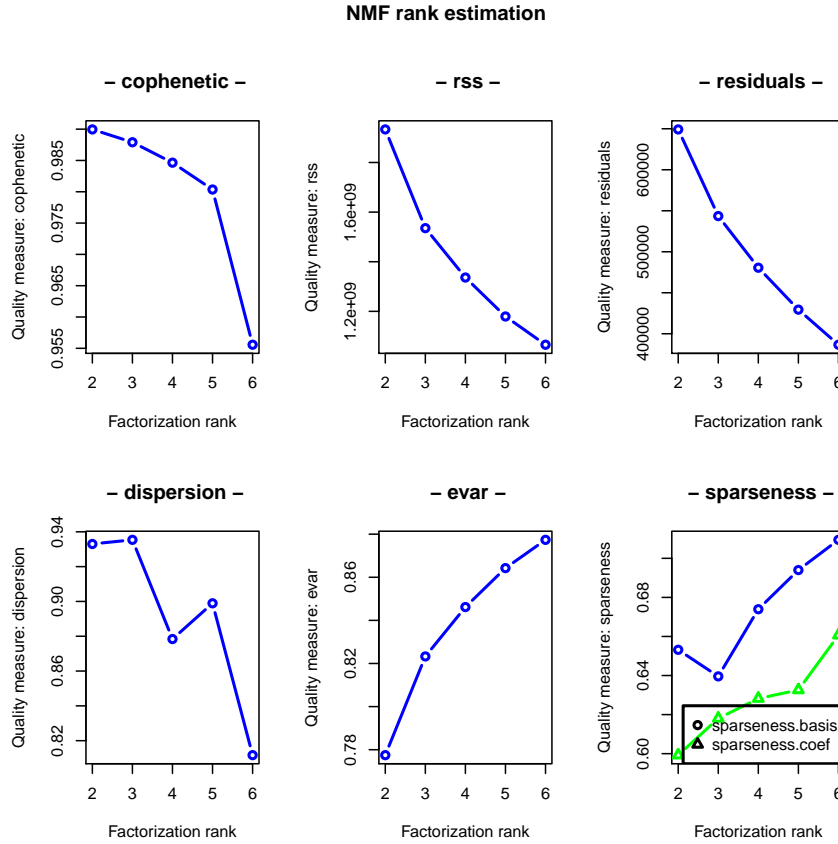 NMF rank estimation
– cophenetic –
Quality measure: cophenetic
0.955 0.965 0.975 0.985
2 3 4 5 6
Factorization rank
– rss –
Quality measure: rss
1.2e+09 1.6e+09
2 3 4 5 6
Factorization rank
– residuals –
Quality measure: residuals
400000 500000 600000
2 3 4 5 6
Factorization rank
– dispersion –
Quality measure: dispersion
0.82 0.86 0.90 0.94
2 3 4 5 6
Factorization rank
– evar –
Quality measure: evar
0.78 0.82 0.86
2 3 4 5 6
Factorization rank
– sparseness –
Quality measure: sparseness
0.60 0.64 0.68
2 3 4 5 6
Factorization rank
sparseness.basis
sparseness.coef